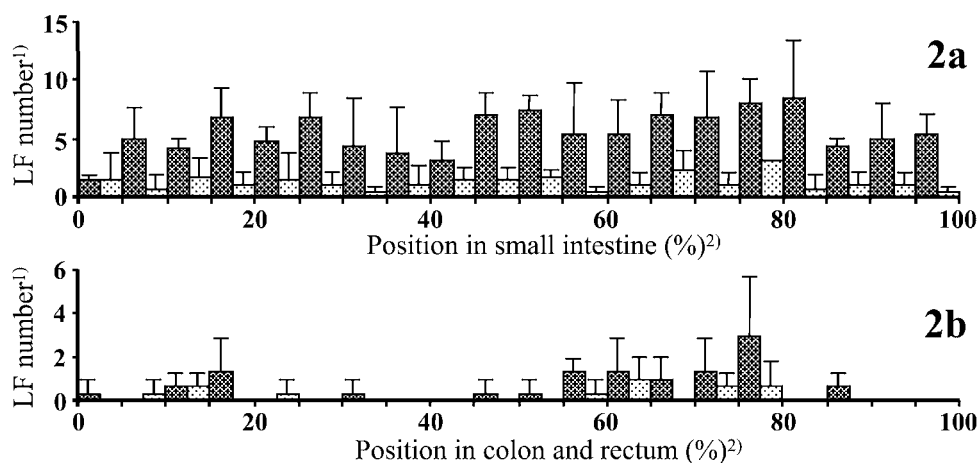 15
10
5
0
LF number¹⁾
2a
0 20 40 60 80 100
Position in small intestine (%)²⁾
6
4
2
0
LF number¹⁾
2b
0 20 40 60 80 100
Position in colon and rectum (%)²⁾